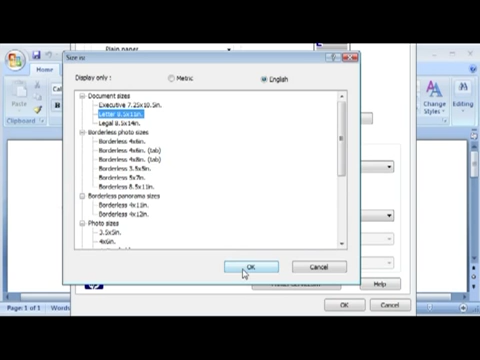 Plain paper
Size is:
Display only :
Metric
English
Document sizes
Executive 7.25x10.5in.
Letter 8.5x11in.
Legal 8.5x14in.
Borderless photo sizes
Borderless 4x6in.
Borderless 4x6in. (tab)
Borderless 4x8in. (tab)
Borderless 3.5x5in.
Borderless 5x7in.
Borderless 8.5x11in.
Borderless panorama sizes
Borderless 4x11in.
Borderless 4x12in.
Photo sizes
3.5x5in.
4x6in.
OK
Cancel
Help
OK
Cancel
Home
Paste
Clipboard
Change
Styles
Editing
Page: 1 of 1
Words